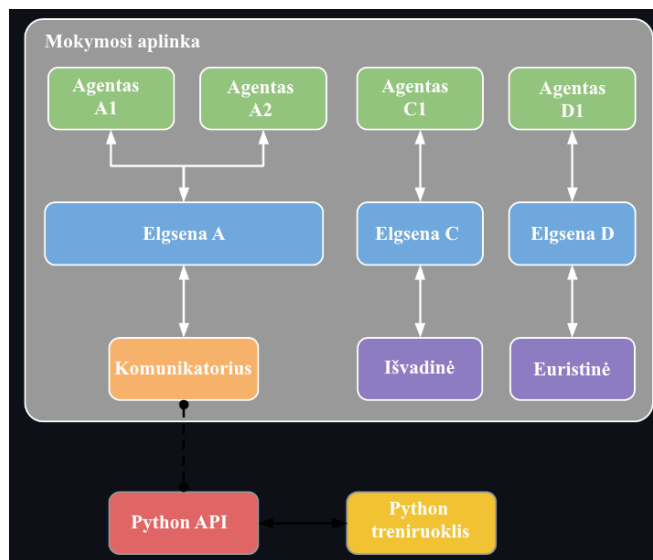 Mokymosi aplinka
Agentas
A1
Agentas
A2
Agentas
C1
Agentas
D1
Elgsena A
Elgsena C
Elgsena D
Komunikatorius
Išvadinė
Euristinė
Python API
Python
treniruoklis